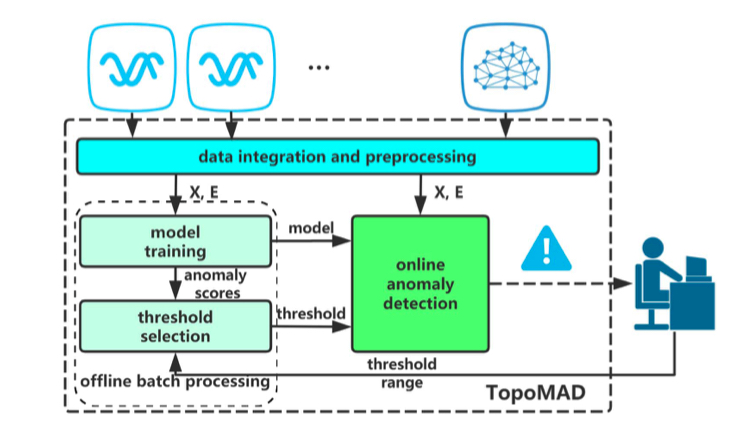 ...
data integration and preprocessing
X, E
X, E
model
training
model
anomaly
scores
online
anomaly
detection
threshold
selection
threshold
threshold
range
offline batch processing
TopoMAD